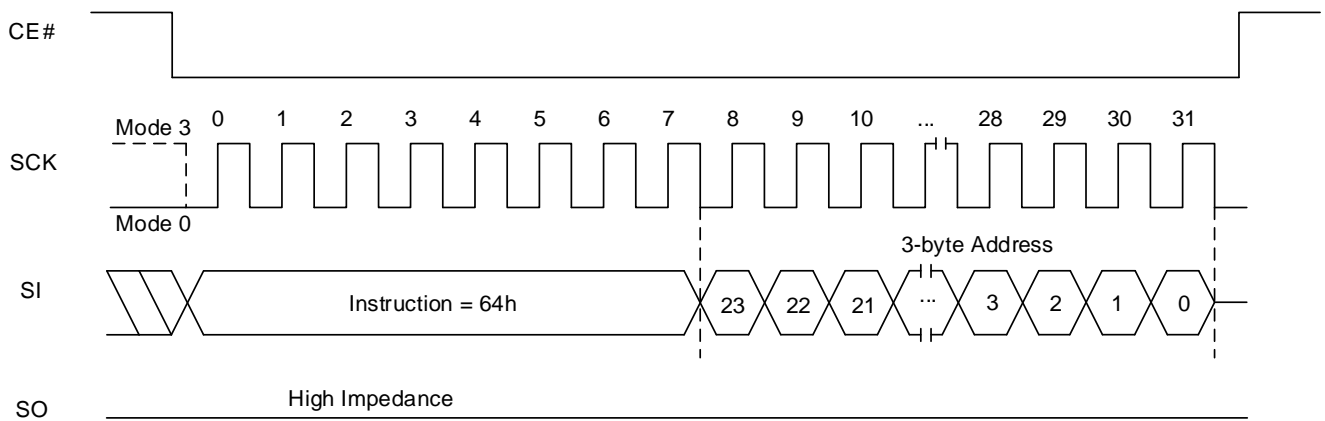 CE#
Mode 3
0 1 2 3 4 5 6 7 8 9 10 ... 28 29 30 31
SCK
Mode 0
3-byte Address
SI
Instruction = 64h
23 22 21 ... 3 2 1 0
High Impedance
SO